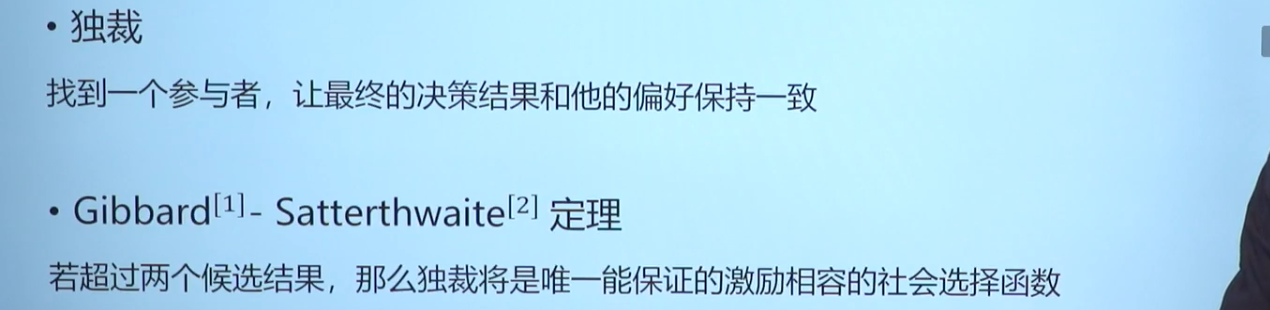 • 独裁
找到一个参与者，让最终的决策结果和他的偏好保持一致
• Gibbard[1]- Satterthwaite[2] 定理
若超过两个候选结果，那么独裁将是唯一能保证的激励相容的社会选择函数